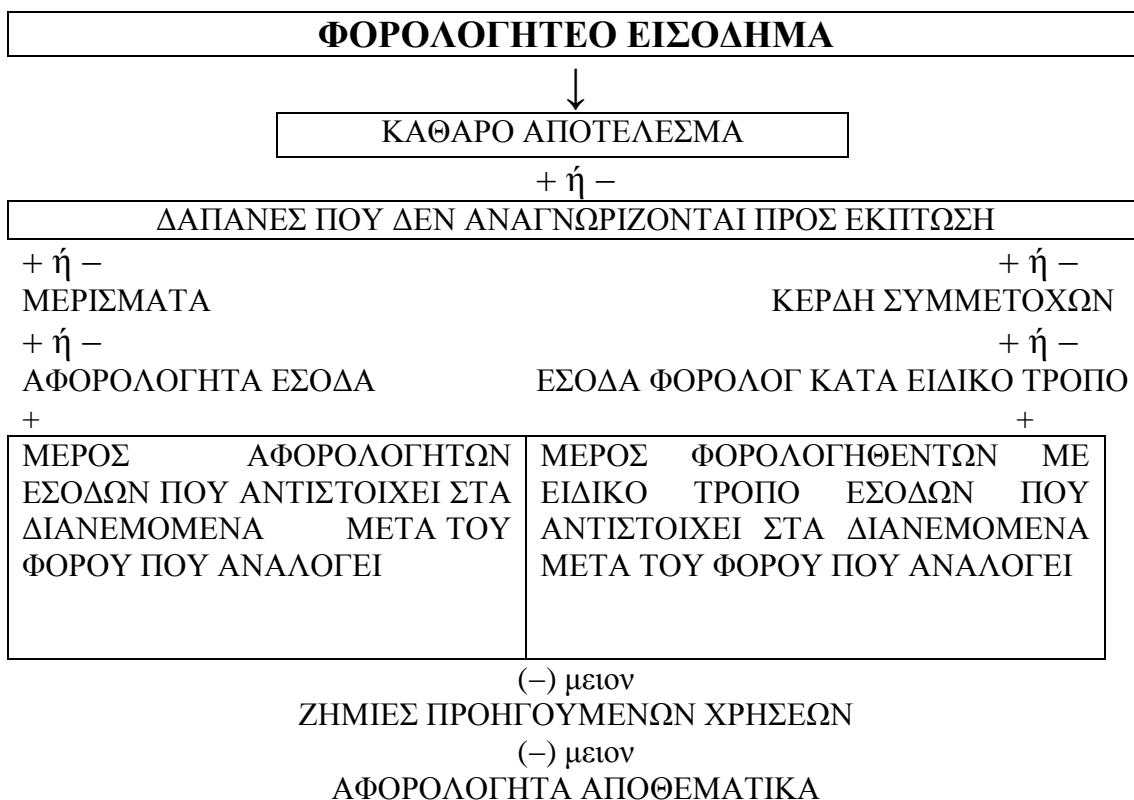 ΦΟΡΟΛΟΓΗΤΕΟ ΕΙΣΟΔΗΜΑ
↓
ΚΑΘΑΡΟ ΑΠΟΤΕΛΕΣΜΑ
+ ή –
ΔΑΠΑΝΕΣ ΠΟΥ ΔΕΝ ΑΝΑΓΝΩΡΙΖΟΝΤΑΙ ΠΡΟΣ ΕΚΠΤΩΣΗ
+ ή – + ή –
ΜΕΡΙΣΜΑΤΑ ΚΕΡΔΗ ΣΥΜΜΕΤΟΧΩΝ
+ ή – + ή –
ΑΦΟΡΟΛΟΓΗΤΑ ΕΣΟΔΑ ΕΣΟΔΑ ΦΟΡΟΛΟΓ ΚΑΤΑ ΕΙΔΙΚΟ ΤΡΟΠΟ
+ +
ΜΕΡΟΣ ΑΦΟΡΟΛΟΓΗΤΩΝ
ΕΣΟΔΩΝ ΠΟΥ ΑΝΤΙΣΤΟΙΧΕΙ ΣΤΑ
ΔΙΑΝΕΜΟΜΕΝΑ ΜΕΤΑ ΤΟΥ
ΦΟΡΟΥ ΠΟΥ ΑΝΑΛΟΓΕΙ
ΜΕΡΟΣ ΦΟΡΟΛΟΓΗΘΕΝΤΩΝ ΜΕ
ΕΙΔΙΚΟ ΤΡΟΠΟ ΕΣΟΔΩΝ ΠΟΥ
ΑΝΤΙΣΤΟΙΧΕΙ ΣΤΑ ΔΙΑΝΕΜΟΜΕΝΑ
ΜΕΤΑ ΤΟΥ ΦΟΡΟΥ ΠΟΥ ΑΝΑΛΟΓΕΙ
(–) μειον
ΖΗΜΙΕΣ ΠΡΟΗΓΟΥΜΕΝΩΝ ΧΡΗΣΕΩΝ
(–) μειον
ΑΦΟΡΟΛΟΓΗΤΑ ΑΠΟΘΕΜΑΤΙΚΑ